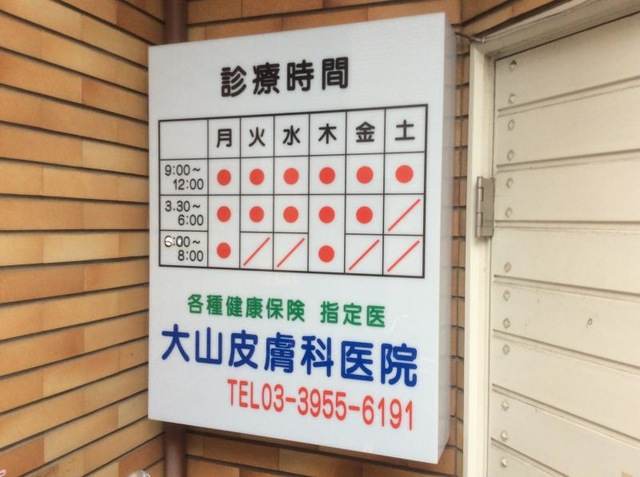 診療時間
月 火 水 木 金 土
9:00~12:00 ● ● ● ● ● ●
3.30~6:00 ● ● ● ● ● /
6:00~8:00 ● / / ● / /
各種健康保険 指定医
大山皮膚科医院
TEL03-3955-6191